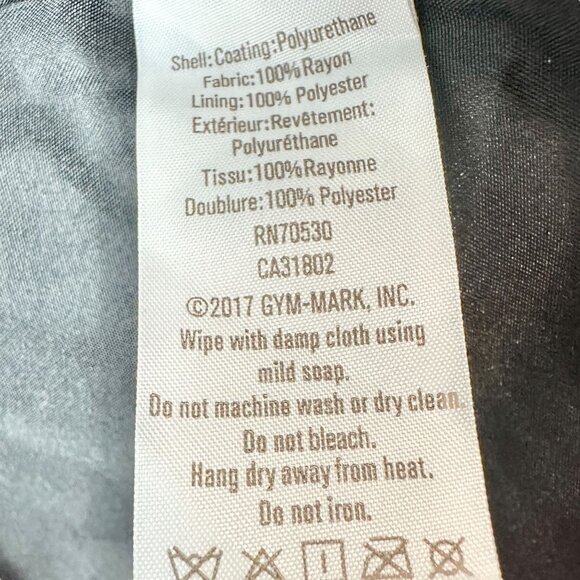 Shell:Coating:Polyurethane
Fabric:100% Rayon
Lining:100% Polyester
Extérieur:Revêtement:
Polyuréthane
Tissu:100%Rayonne
Doublure:100% Polyester
RN70530
CA31802
©2017 GYM-MARK, INC.
Wipe with damp cloth using
mild soap.
Do not machine wash or dry clean.
Do not bleach.
Hang dry away from heat.
Do not iron.